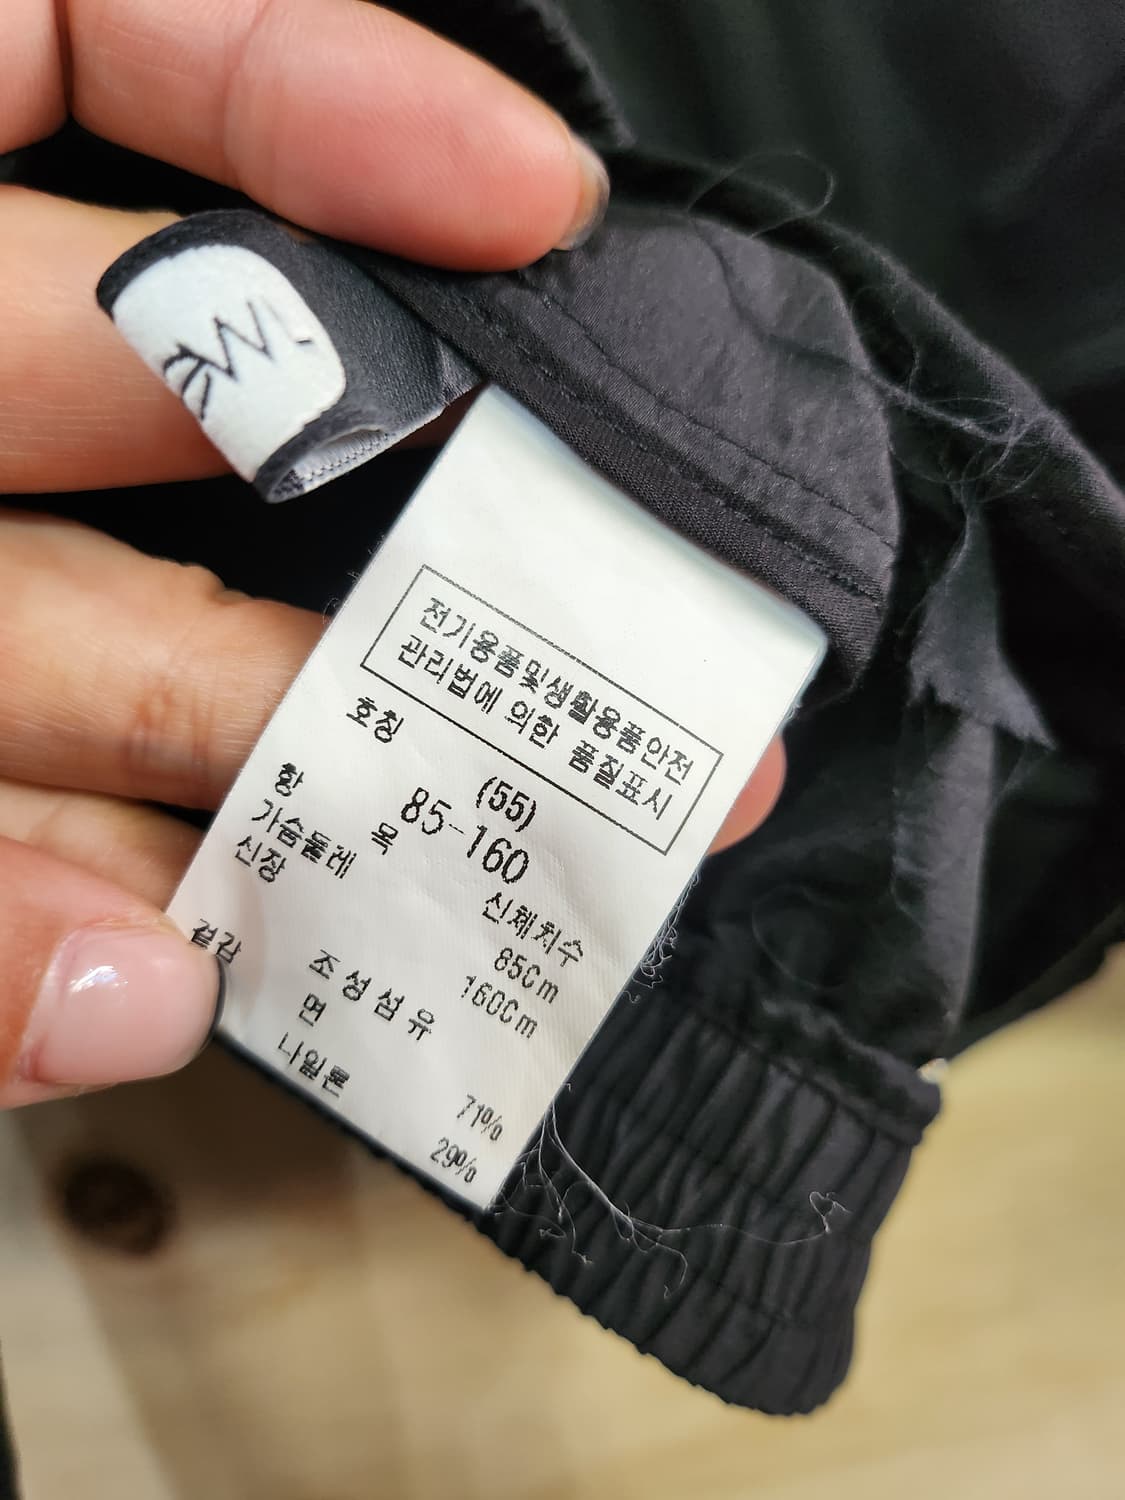 전기용품및생활용품안전
관리법에 의한 품질표시
호칭 (55)
85-160
항 목 신체치수
가슴둘레 85Cm
신장 160Cm
겉감 조성섬유
면 71%
나일론 29%